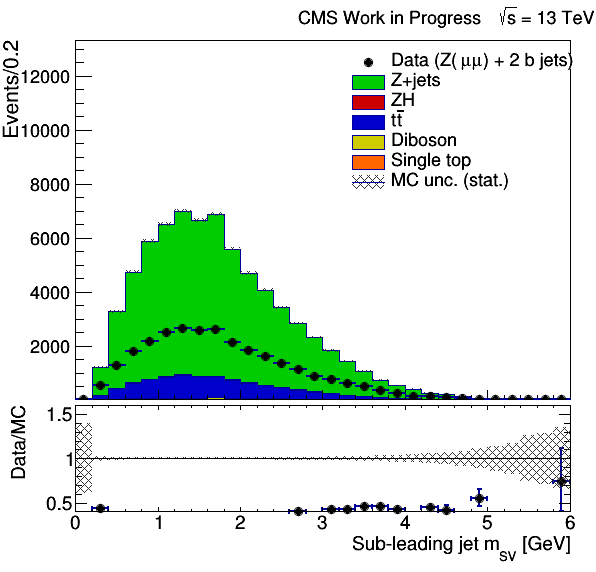 CMS Work in Progress √s = 13 TeV
Events/0.2
12000
10000
8000
6000
4000
2000
Data (Z(μμ) + 2 b jets)
Z+jets
ZH
tt̅
Diboson
Single top
MC unc. (stat.)
Data/MC
1.5
1
0.5
0 1 2 3 4 5 6
Sub-leading jet m_SV [GeV]